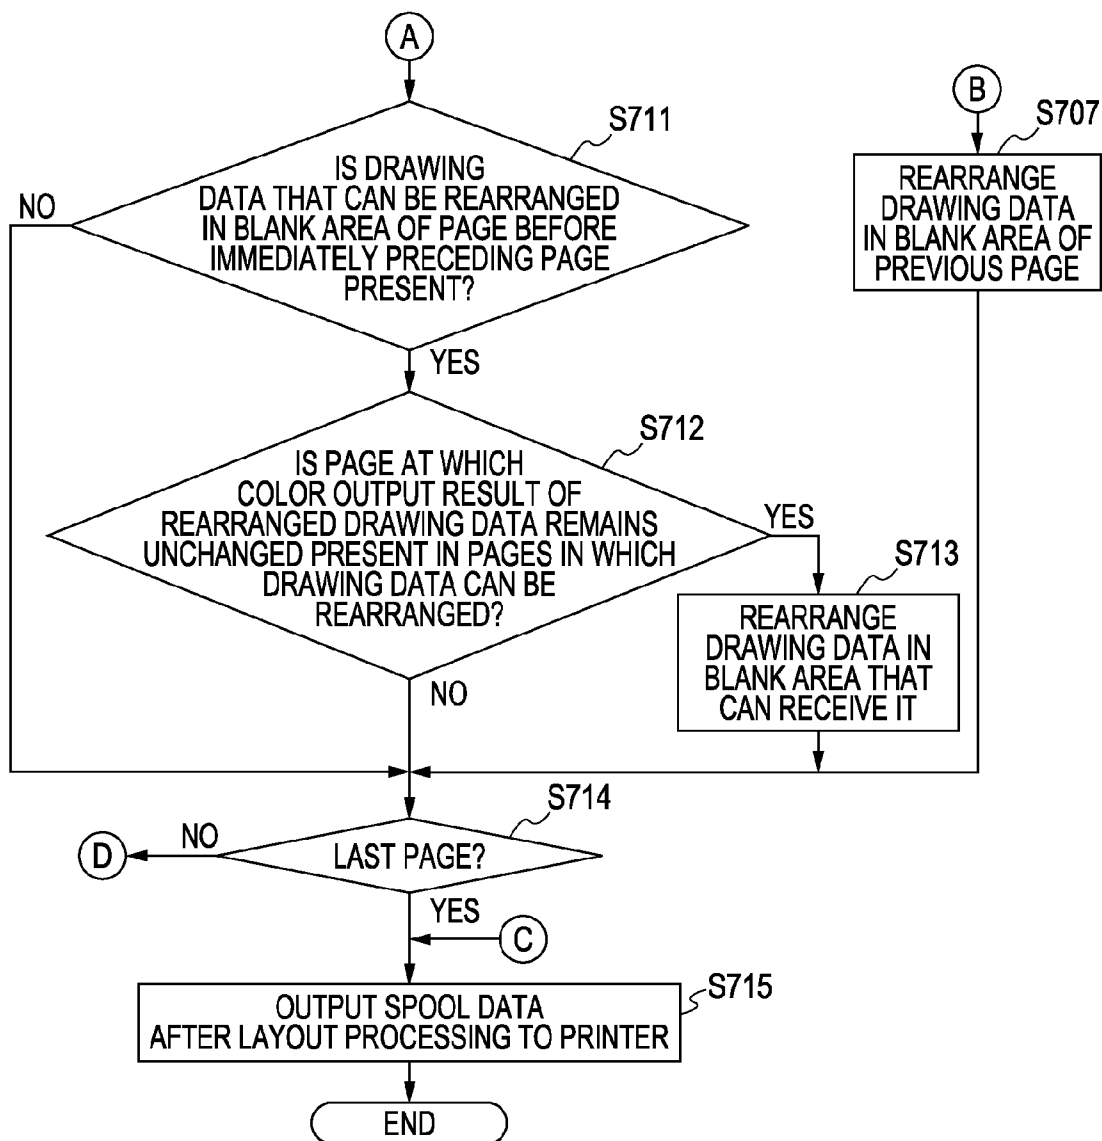 A
S711
IS DRAWING
DATA THAT CAN BE REARRANGED
IN BLANK AREA OF PAGE BEFORE
IMMEDIATELY PRECEDING PAGE
PRESENT?
NO
YES
B
S707
REARRANGE
DRAWING DATA
IN BLANK AREA OF
PREVIOUS PAGE
S712
IS PAGE AT WHICH
COLOR OUTPUT RESULT OF
REARRANGED DRAWING DATA REMAINS
UNCHANGED PRESENT IN PAGES IN WHICH
DRAWING DATA CAN BE
REARRANGED?
YES
NO
S713
REARRANGE
DRAWING DATA IN
BLANK AREA THAT
CAN RECEIVE IT
S714
LAST PAGE?
NO
D
YES
C
S715
OUTPUT SPOOL DATA
AFTER LAYOUT PROCESSING TO PRINTER
END